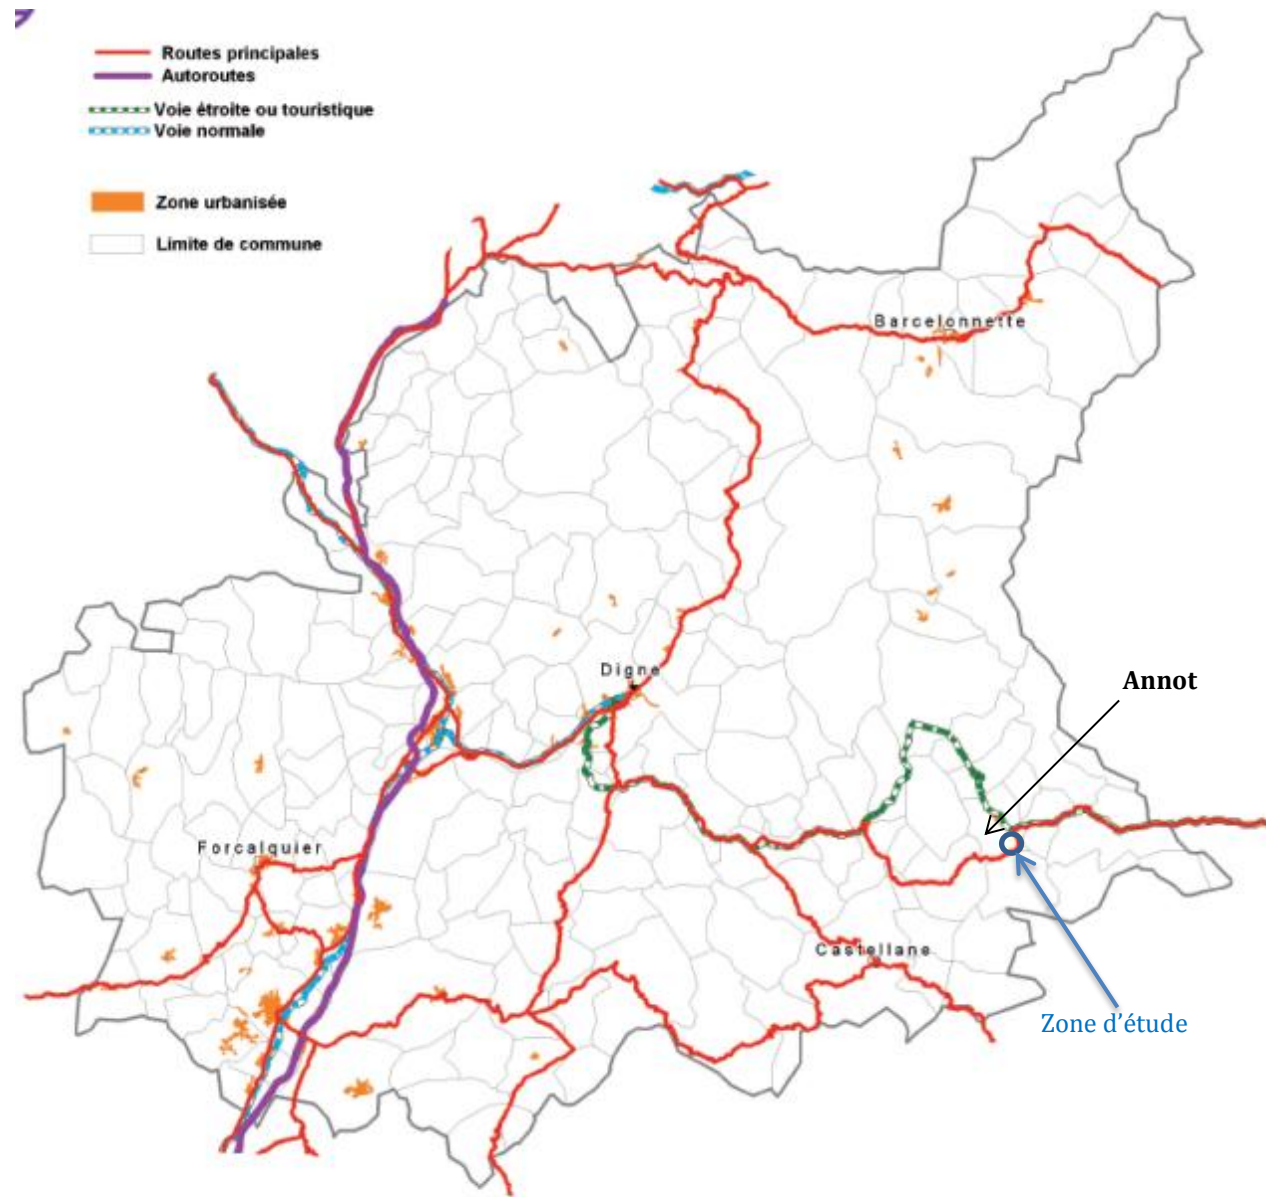 Routes principales
Autoroutes
Voie étroite ou touristique
Voie normale
Zone urbanisée
Limite de commune
Barcelonnette
Digne
Annot
Forcalquier
Castellane
Zone d'étude